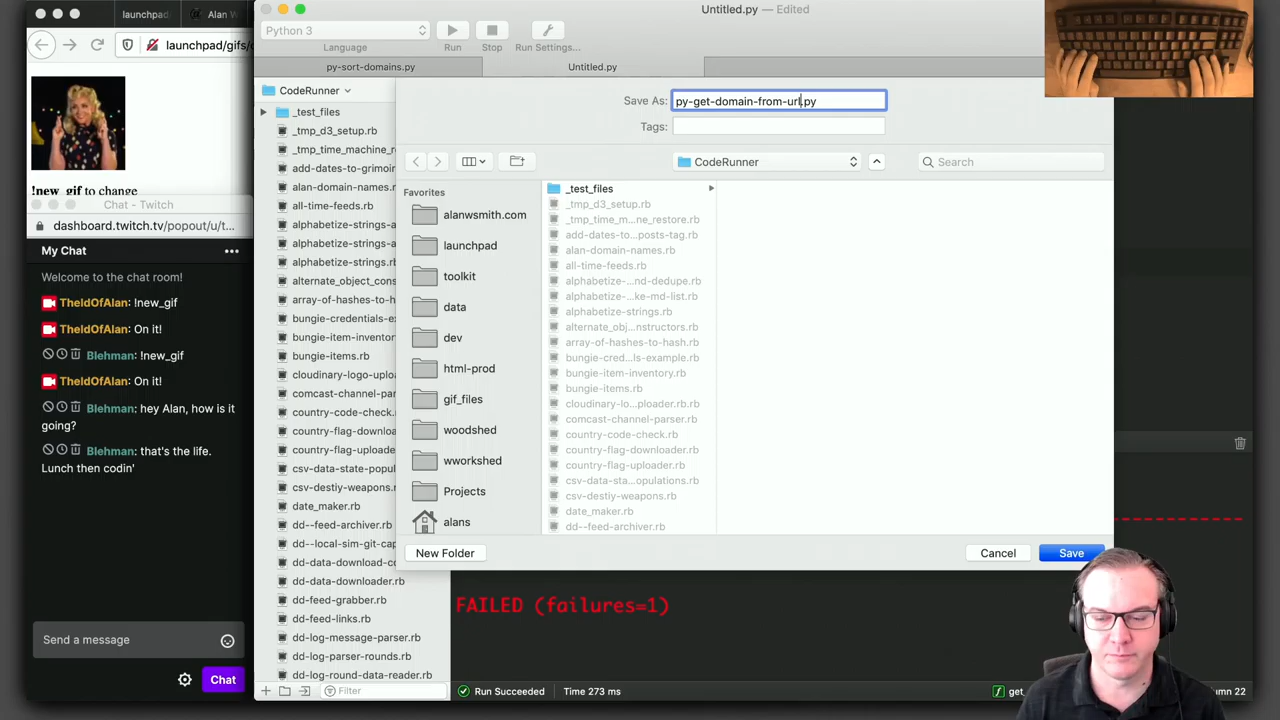 launchpad
Alan W
launchpad/gifs/
!new_gif to change
Chat - Twitch
dashboard.twitch.tv/popout/u/t...
My Chat
Welcome to the chat room!
TheIdOfAlan: !new_gif
TheIdOfAlan: On it!
Blehman: !new_gif
TheIdOfAlan: On it!
Blehman: hey Alan, how is it
going?
Blehman: that's the life.
Lunch then codin'
Send a message
Chat
Untitled.py — Edited
Python 3
Language
Run
Stop
Run Settings...
py-sort-domains.py
Untitled.py
CodeRunner
_test_files
_tmp_d3_setup.rb
_tmp_time_machine_r
add-dates-to-grimoir
alan-domain-names.r
all-time-feeds.rb
alphabetize-strings-a
alphabetize-strings-
alphabetize-strings.rb
alternate_object_cons
array-of-hashes-to-h
bungie-credentials-ex
bungie-item-inventor
bungie-items.rb
cloudinary-logo-uploa
comcast-channel-par
country-code-check.r
country-flag-downloa
country-flag-uploade
csv-data-state-popul
csv-destiy-weapons.r
date_maker.rb
dd--feed-archiver.rb
dd--local-sim-git-cap
dd-data-download-c
dd-data-downloader.rb
dd-feed-grabber.rb
dd-feed-links.rb
dd-log-message-parser.rb
dd-log-parser-rounds.rb
dd-log-round-data-reader.rb
Filter
Save As:
py-get-domain-from-url.py
Tags:
CodeRunner
Search
Favorites
alanwsmith.com
launchpad
toolkit
data
dev
html-prod
gif_files
woodshed
wworkshed
Projects
alans
_test_files
_tmp_d3_setup.rb
_tmp_time_m...ne_restore.rb
add-dates-to...posts-tag.rb
alan-domain-names.rb
all-time-feeds.rb
alphabetize-...nd-dedupe.rb
alphabetize-...ke-md-list.rb
alphabetize-strings.rb
alternate_obj...nstructors.rb
array-of-hashes-to-hash.rb
bungie-cred...ls-example.rb
bungie-item-inventory.rb
bungie-items.rb
cloudinary-lo...ploader.rb.rb
comcast-channel-parser.rb
country-code-check.rb
country-flag-downloader.rb
country-flag-uploader.rb
csv-data-sta...opulations.rb
csv-destiy-weapons.rb
date_maker.rb
dd--feed-archiver.rb
New Folder
Cancel
Save
FAILED (failures=1)
Run Succeeded
Time 273 ms
get_
umn 22